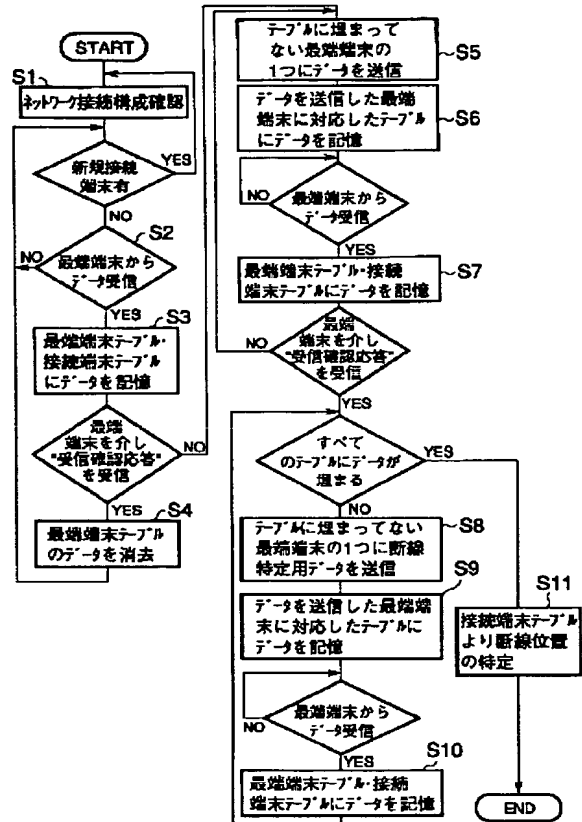 START
S1
ネットワーク接続構成確認
新規接続
端末有
YES
NO
S2
最端端末から
データ受信
NO
YES
S3
最端端末テーブル・
接続端末テーブル
にデータを記憶
最端
端末を介し
"受信確認応答"
を受信
NO
YES
S4
最端端末テーブル
のデータを消去
テーブルに埋まって
ない最端端末の
1つにデータを送信
S5
データを送信した最端
端末に対応したテーブル
にデータを記憶
S6
最端端末から
データ受信
NO
YES
最端端末テーブル・接続
端末テーブルにデータを記憶
S7
最端
端末を介し
"受信確認応答"
を受信
NO
YES
すべて
のテーブルにデータが
埋まる
YES
NO
S8
テーブルに埋まってない
最端端末の1つに断線
特定用データを送信
S9
データを送信した最端端
末に対応したテーブルに
データを記憶
最端端末から
データ受信
NO
YES
S10
最端端末テーブル・接続
端末テーブルにデータを記憶
S11
接続端末テーブル
より断線位置
の特定
END